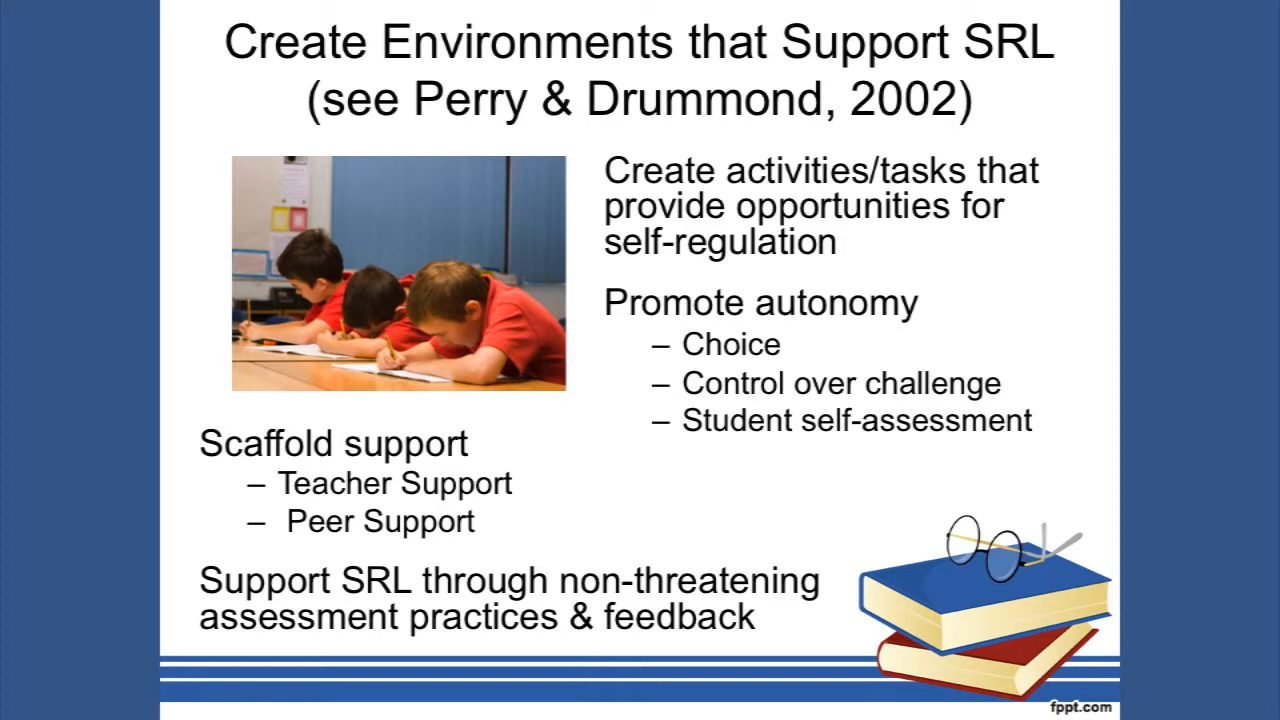 Create Environments that Support SRL
(see Perry & Drummond, 2002)
Create activities/tasks that
provide opportunities for
self-regulation
Promote autonomy
– Choice
– Control over challenge
– Student self-assessment
Scaffold support
– Teacher Support
– Peer Support
Support SRL through non-threatening
assessment practices & feedback
fppt.com